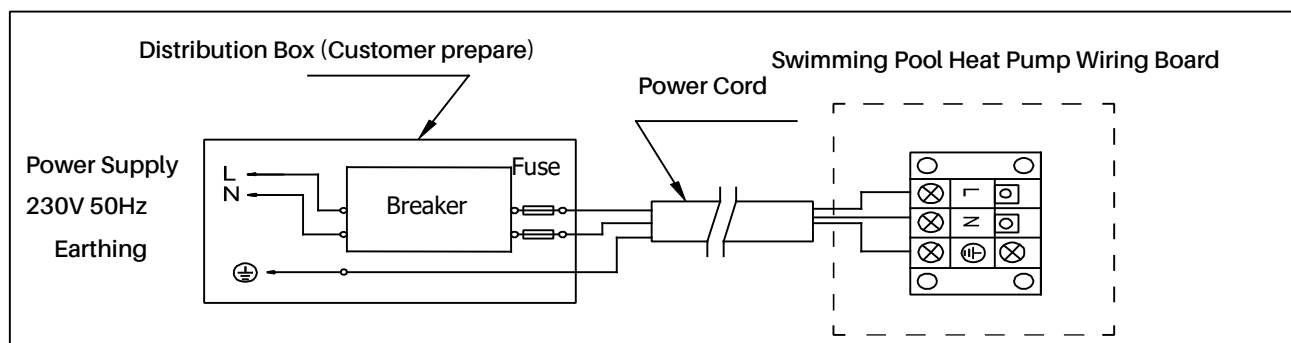 Distribution Box (Customer prepare)
Swimming Pool Heat Pump Wiring Board
Power Cord
Power Supply
230V 50Hz
Earthing
L
N
Breaker
Fuse
L
N